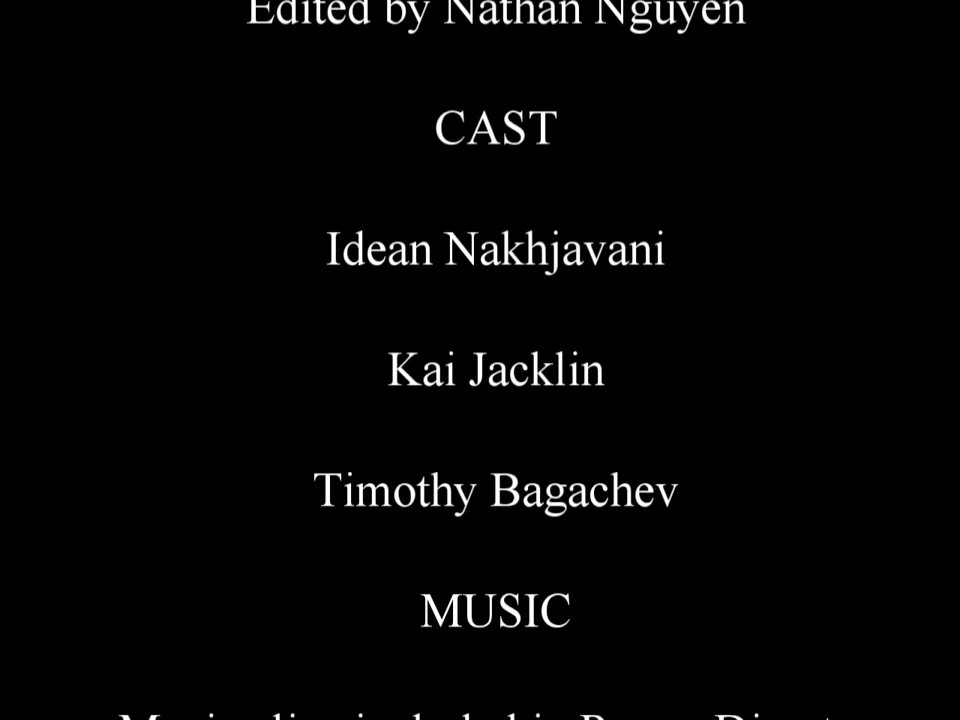 Edited by Nathan Nguyen
CAST
Idean Nakhjavani
Kai Jacklin
Timothy Bagachev
MUSIC